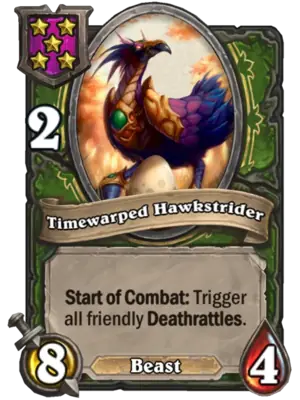 2
Timewarped Hawkstrider
Start of Combat: Trigger
all friendly Deathrattles.
8
Beast
4